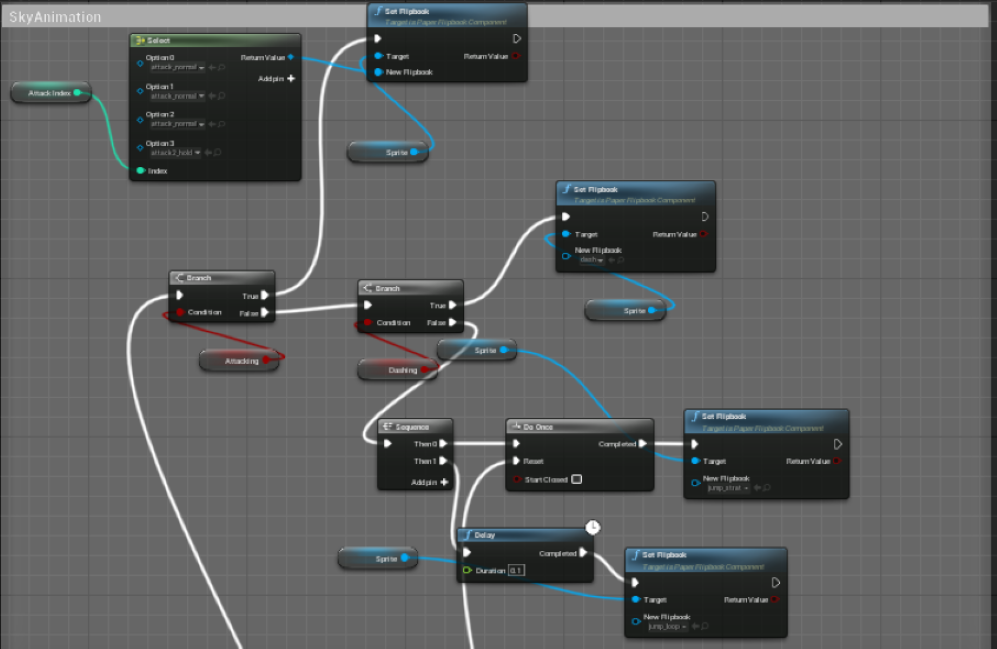 SkyAnimation
Set Flipbook
Target is Paper Flipbook Component
Target
Return Value
New Flipbook
Select
Option 0
attack_normal
Return Value
Add pin
Option 1
attack_normal
Option 2
attack_normal
Option 3
attack2_hold
Index
Attack Index
Sprite
Set Flipbook
Target is Paper Flipbook Component
Target
Return Value
New Flipbook
dash
Sprite
Branch
True
Condition
False
Attacking
Branch
True
Condition
False
Dashing
Sprite
Sequence
Then 0
Then 1
Add pin
Do Once
Completed
Reset
Start Closed
Set Flipbook
Target is Paper Flipbook Component
Target
Return Value
New Flipbook
jump_strat
Delay
Completed
Duration 0.1
Sprite
Set Flipbook
Target is Paper Flipbook Component
Target
Return Value
New Flipbook
jump_loop